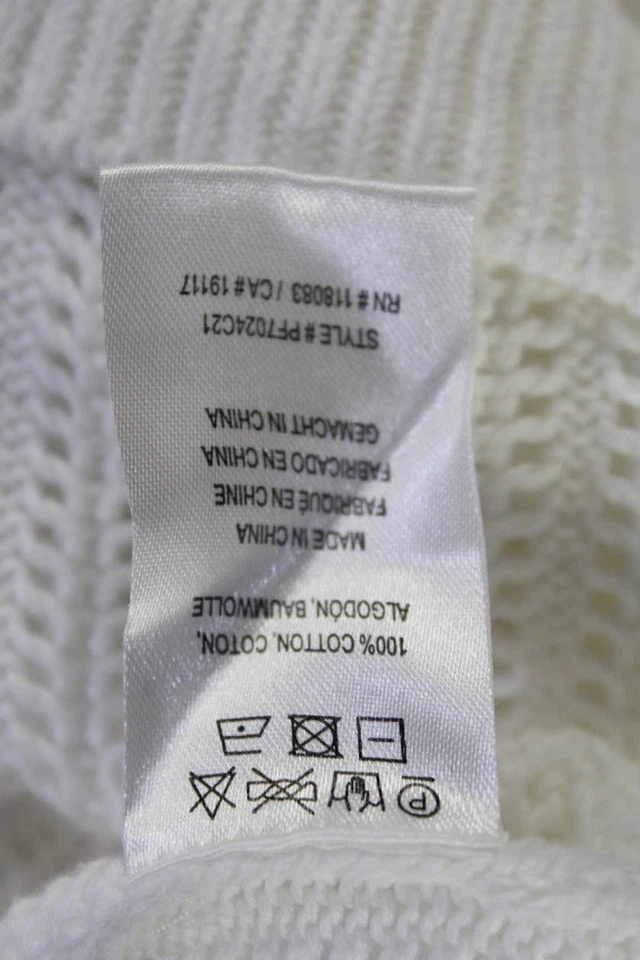 P
100% COTTON, COTON,
ALGODÓN, BAUMWOLLE
MADE IN CHINA
FABRIQUÉ EN CHINE
FABRICADO EN CHINA
GEMACHT IN CHINA
STYLE # PF7024C21
RN # 118083 / CA# 19117